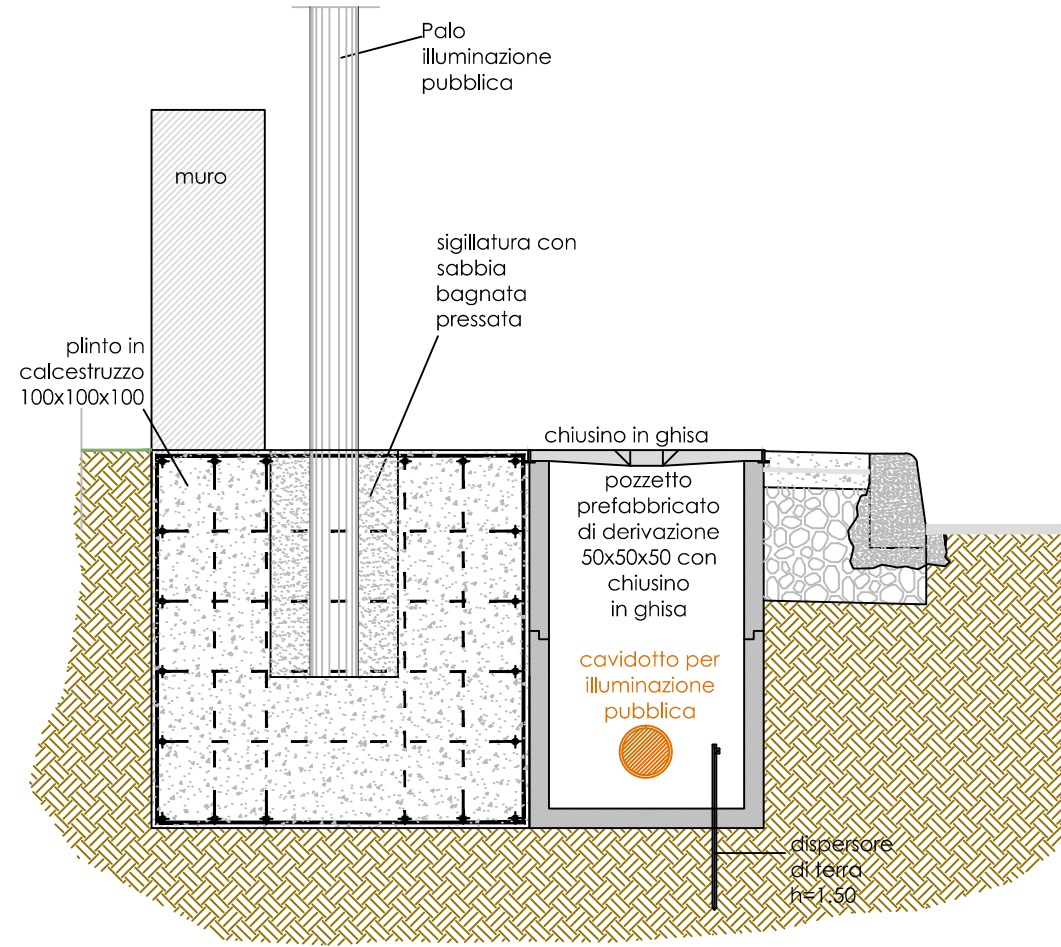 Palo
illuminazione
pubblica
muro
sigillatura con
sabbia
bagnata
pressata
plinto in
calcestruzzo
100x100x100
chiusino in ghisa
pozzetto
prefabbricato
di derivazione
50x50x50 con
chiusino
in ghisa
cavidotto per
illuminazione
pubblica
dispersore
di terra
h=1.50